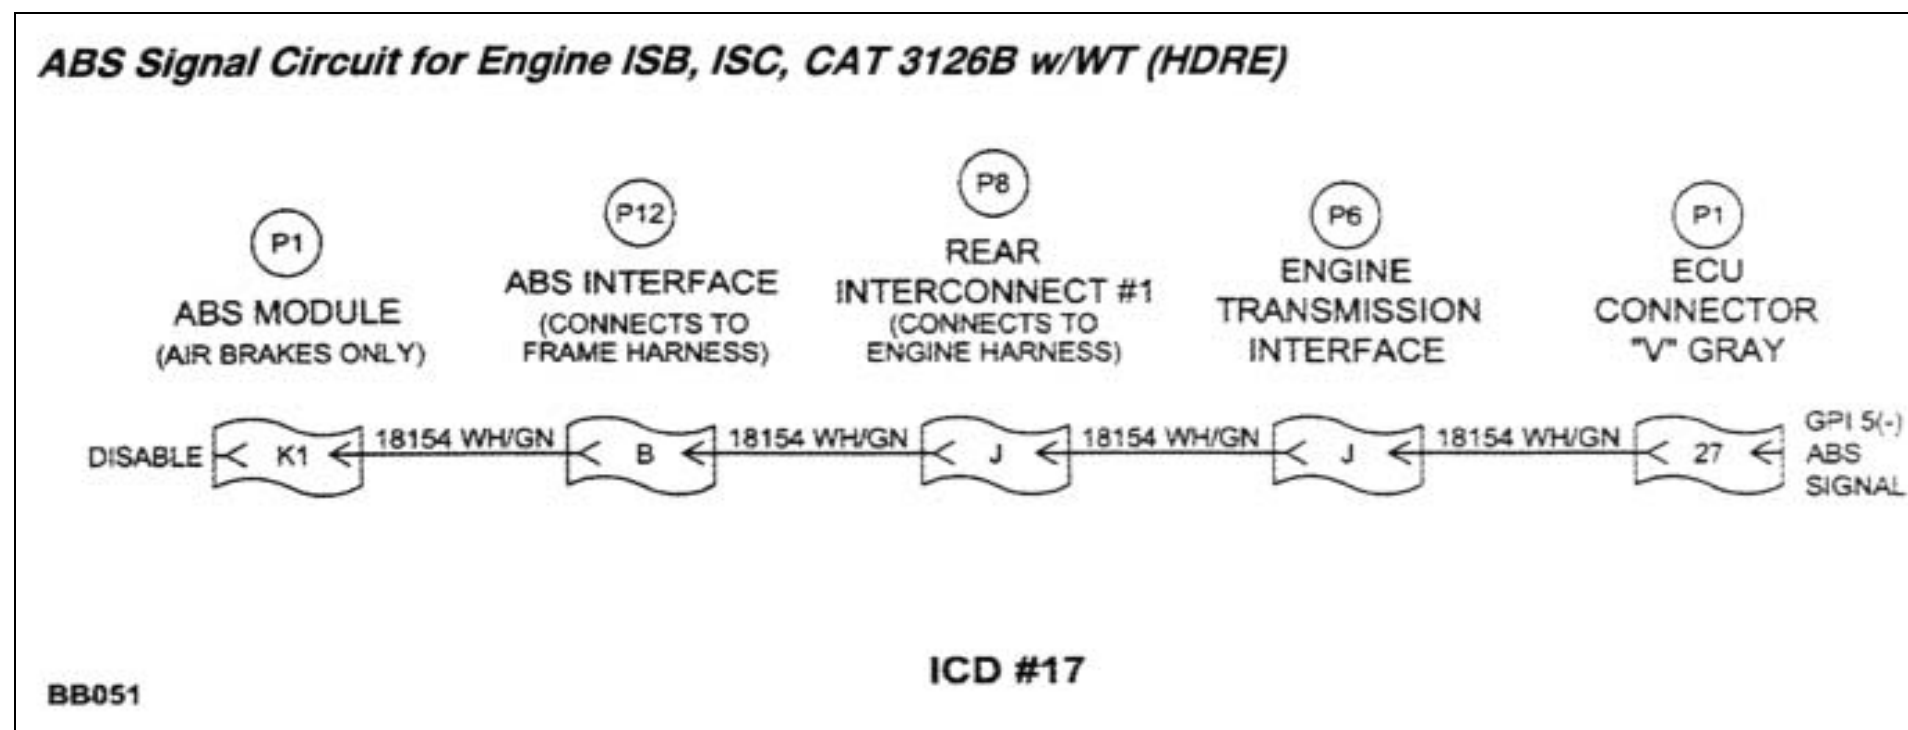 ABS Signal Circuit for Engine ISB, ISC, CAT 3126B w/WT (HDRE)
P1
ABS MODULE
(AIR BRAKES ONLY)
P12
ABS INTERFACE
(CONNECTS TO
FRAME HARNESS)
P8
REAR
INTERCONNECT #1
(CONNECTS TO
ENGINE HARNESS)
P6
ENGINE
TRANSMISSION
INTERFACE
P1
ECU
CONNECTOR
"V" GRAY
DISABLE K1 18154 WH/GN B 18154 WH/GN J 18154 WH/GN J 18154 WH/GN 27
GPI 5(-)
ABS
SIGNAL
ICD #17
BB051